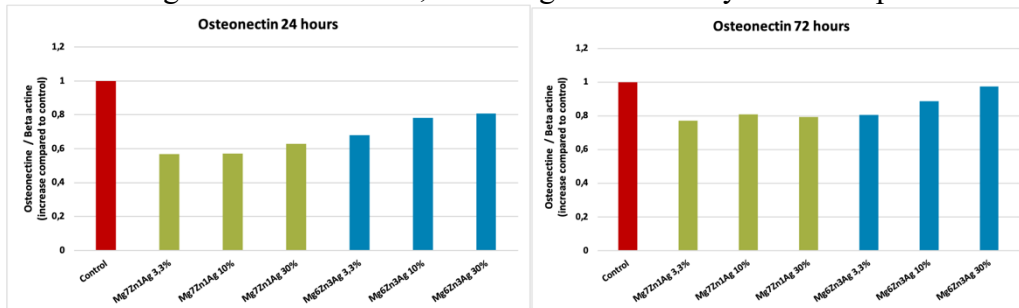 Osteonectin 24 hours
1,2
1
0,8
0,6
0,4
0,2
0
Osteonectine / Beta actine
(increase compared to control)
Control
Mg7Zn1Ag 3,3%
Mg7Zn1Ag 10%
Mg7Zn1Ag 30%
Mg6Zn3Ag 3,3%
Mg6Zn3Ag 10%
Mg6Zn3Ag 30%
Osteonectin 72 hours
1,2
1
0,8
0,6
0,4
0,2
0
Osteonectine / Beta actine
(increase compared to control)
Control
Mg7Zn1Ag 3,3%
Mg7Zn1Ag 10%
Mg7Zn1Ag 30%
Mg6Zn3Ag 3,3%
Mg6Zn3Ag 10%
Mg6Zn3Ag 30%